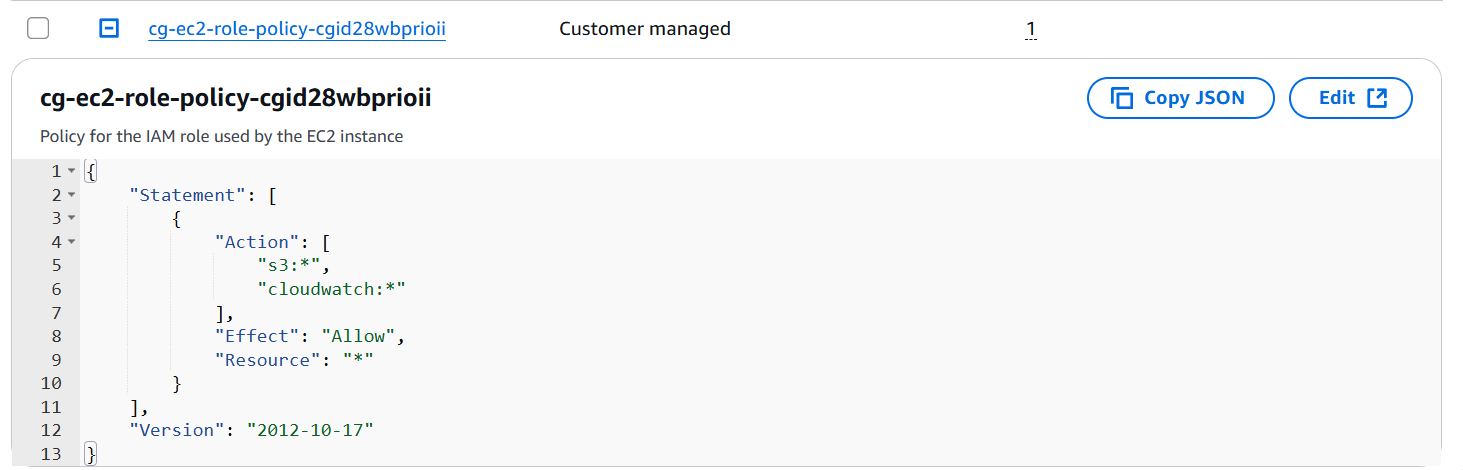 cg-ec2-role-policy-cgid28wbprioii Customer managed 1
cg-ec2-role-policy-cgid28wbprioii Copy JSON Edit
Policy for the IAM role used by the EC2 instance
1 {
2 "Statement": [
3 {
4 "Action": [
5 "s3:*",
6 "cloudwatch:*"
7 ],
8 "Effect": "Allow",
9 "Resource": "*"
10 }
11 ],
12 "Version": "2012-10-17"
13 }